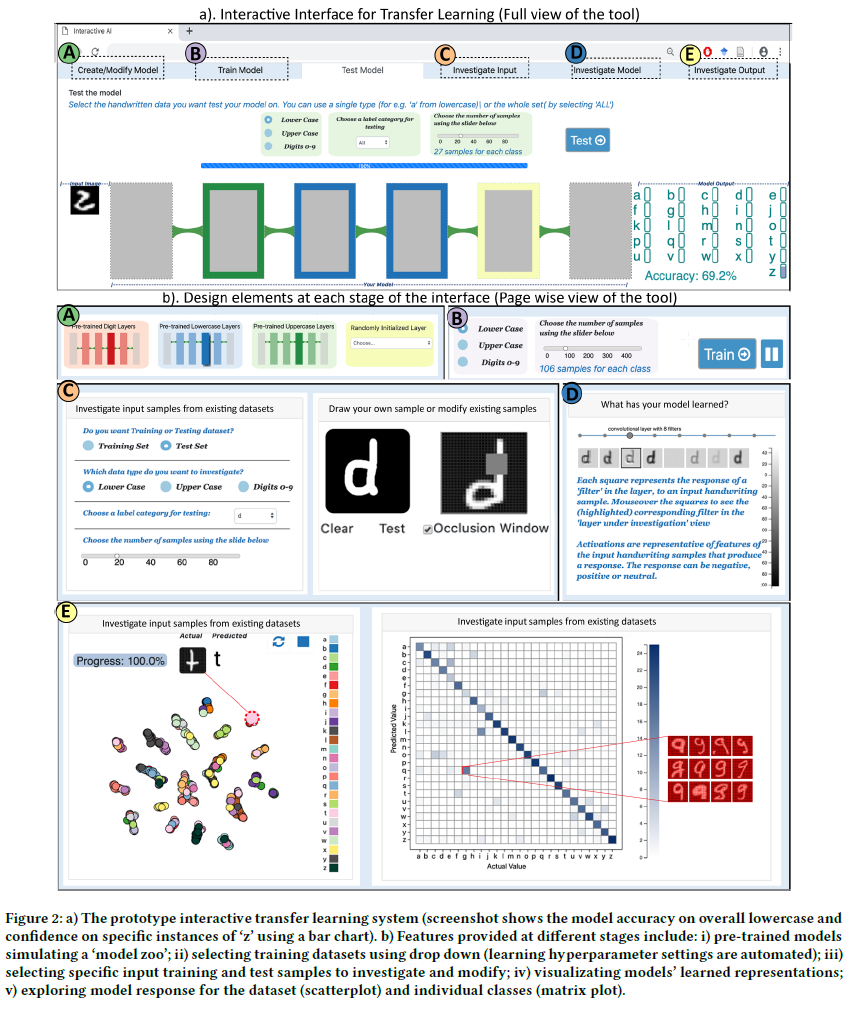 a). Interactive Interface for Transfer Learning (Full view of the tool)
Interactive AI × +
A B C D E
Create/Modify Model Train Model Test Model Investigate Input Investigate Model Investigate Output
Test the model
Select the handwritten data you want test your model on. You can use a single type (for e.g. 'a' from lowercase)| or the whole set( by selecting 'ALL')
Lower Case
Upper Case
Digits 0-9
Choose a label category for
testing
All
Choose the number of samples
using the slider below
0 20 40 60 80
27 samples for each class
Test
100%
Input Image
Model Output
a b c d e
f g h i j
k l m n o
p q r s t
u v w x y
z
Accuracy: 69.2%
Your Model
b). Design elements at each stage of the interface (Page wise view of the tool)
A
Pre-trained Digit Layers Pre-trained Lowercase Layers Pre-trained Uppercase Layers Randomly Initialized Layer
Choose...
B
Lower Case
Upper Case
Digits 0-9
Choose the number of samples
using the slider below
0 100 200 300 400
106 samples for each class
Train
C
Investigate input samples from existing datasets
Do you want Training or Testing dataset?
Training Set Test Set
Which data type do you want to investigate?
Lower Case Upper Case Digits 0-9
Choose a label category for testing: d
Choose the number of samples using the slide below
0 20 40 60 80
Draw your own sample or modify existing samples
Clear Test Occlusion Window
D
What has your model learned?
convolutional layer with 8 filters
Each square represents the response of a
'filter' in the layer, to an input handwriting
sample. Mouseover the squares to see the
(highlighted) corresponding filter in the
'layer under investigation' view
Activations are representative of features of
the input handwriting samples that produce
a response. The response can be negative,
positive or neutral.
E
Investigate input samples from existing datasets
Actual Predicted
Progress: 100.0%
t
a
b
c
d
e
f
g
h
i
j
k
l
m
n
o
p
q
r
s
t
u
v
w
x
y
z
Investigate input samples from existing datasets
Predicted Value
a
b
c
d
e
f
g
h
i
j
k
l
m
n
o
p
q
r
s
t
u
v
w
x
y
z
a b c d e f g h i j k l m n o p q r s t u v w x y z
Actual Value
24
22
20
18
16
14
12
10
8
6
4
2
0
Figure 2: a) The prototype interactive transfer learning system (screenshot shows the model accuracy on overall lowercase and
confidence on specific instances of 'z' using a bar chart). b) Features provided at different stages include: i) pre-trained models
simulating a 'model zoo'; ii) selecting training datasets using drop down (learning hyperparameter settings are automated); iii)
selecting specific input training and test samples to investigate and modify; iv) visualizating models' learned representations;
v) exploring model response for the dataset (scatterplot) and individual classes (matrix plot).